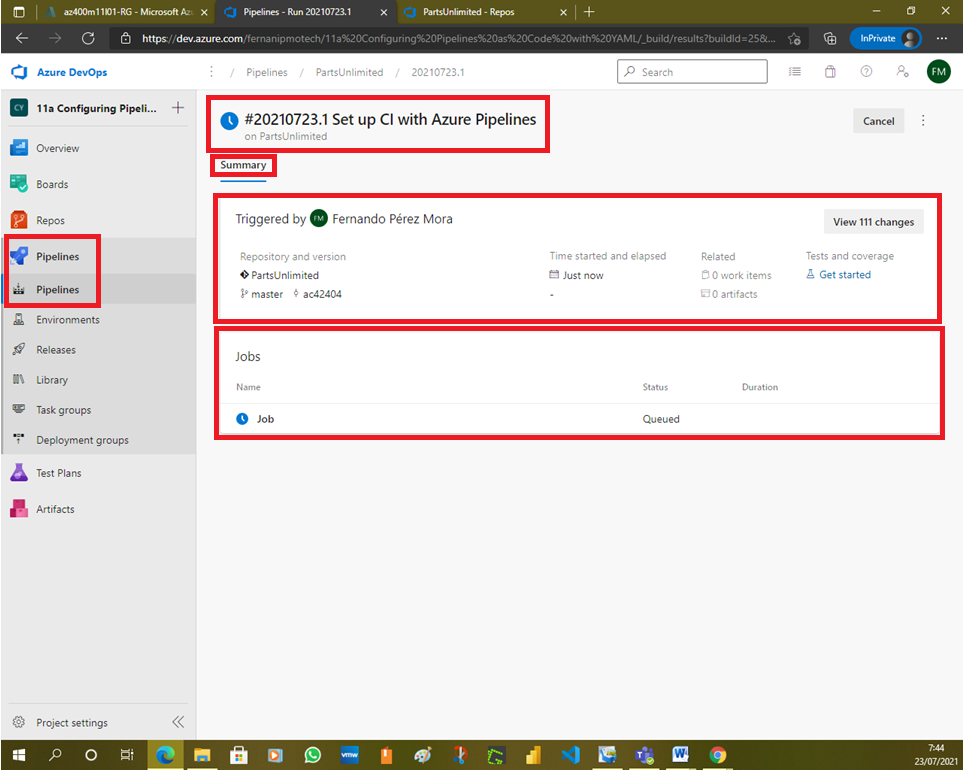 az400m11l01-RG - Microsoft Az
Pipelines - Run 20210723.1
PartsUnlimited - Repos
https://dev.azure.com/fernanipmotech/11a%20Configuring%20Pipelines%20as%20Code%20with%20YAML/_build/results?buildId=25&...
InPrivate
Azure DevOps
/ Pipelines / PartsUnlimited / 20210723.1
Search
FM
CY
11a Configuring Pipeli...
Overview
Boards
Repos
Pipelines
Pipelines
Environments
Releases
Library
Task groups
Deployment groups
Test Plans
Artifacts
Project settings
#20210723.1 Set up CI with Azure Pipelines
on PartsUnlimited
Cancel
Summary
Triggered by FM Fernando Pérez Mora
View 111 changes
Repository and version
PartsUnlimited
master ac42404
Time started and elapsed
Just now
-
Related
0 work items
0 artifacts
Tests and coverage
Get started
Jobs
Name Status Duration
Job Queued
vmw
7:44
23/07/2021